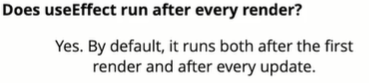 Does useEffect run after every render?
Yes. By default, it runs both after the first
render and after every update.